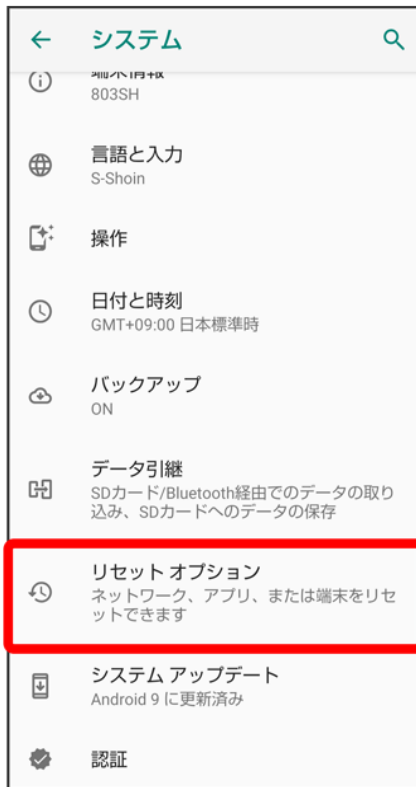 システム
端末情報
803SH
言語と入力
S-Shoin
操作
日付と時刻
GMT+09:00 日本標準時
バックアップ
ON
データ引継
SDカード/Bluetooth経由でのデータの取り
込み、SDカードへのデータの保存
リセット オプション
ネットワーク、アプリ、または端末をリセ
ットできます
システム アップデート
Android 9 に更新済み
認証